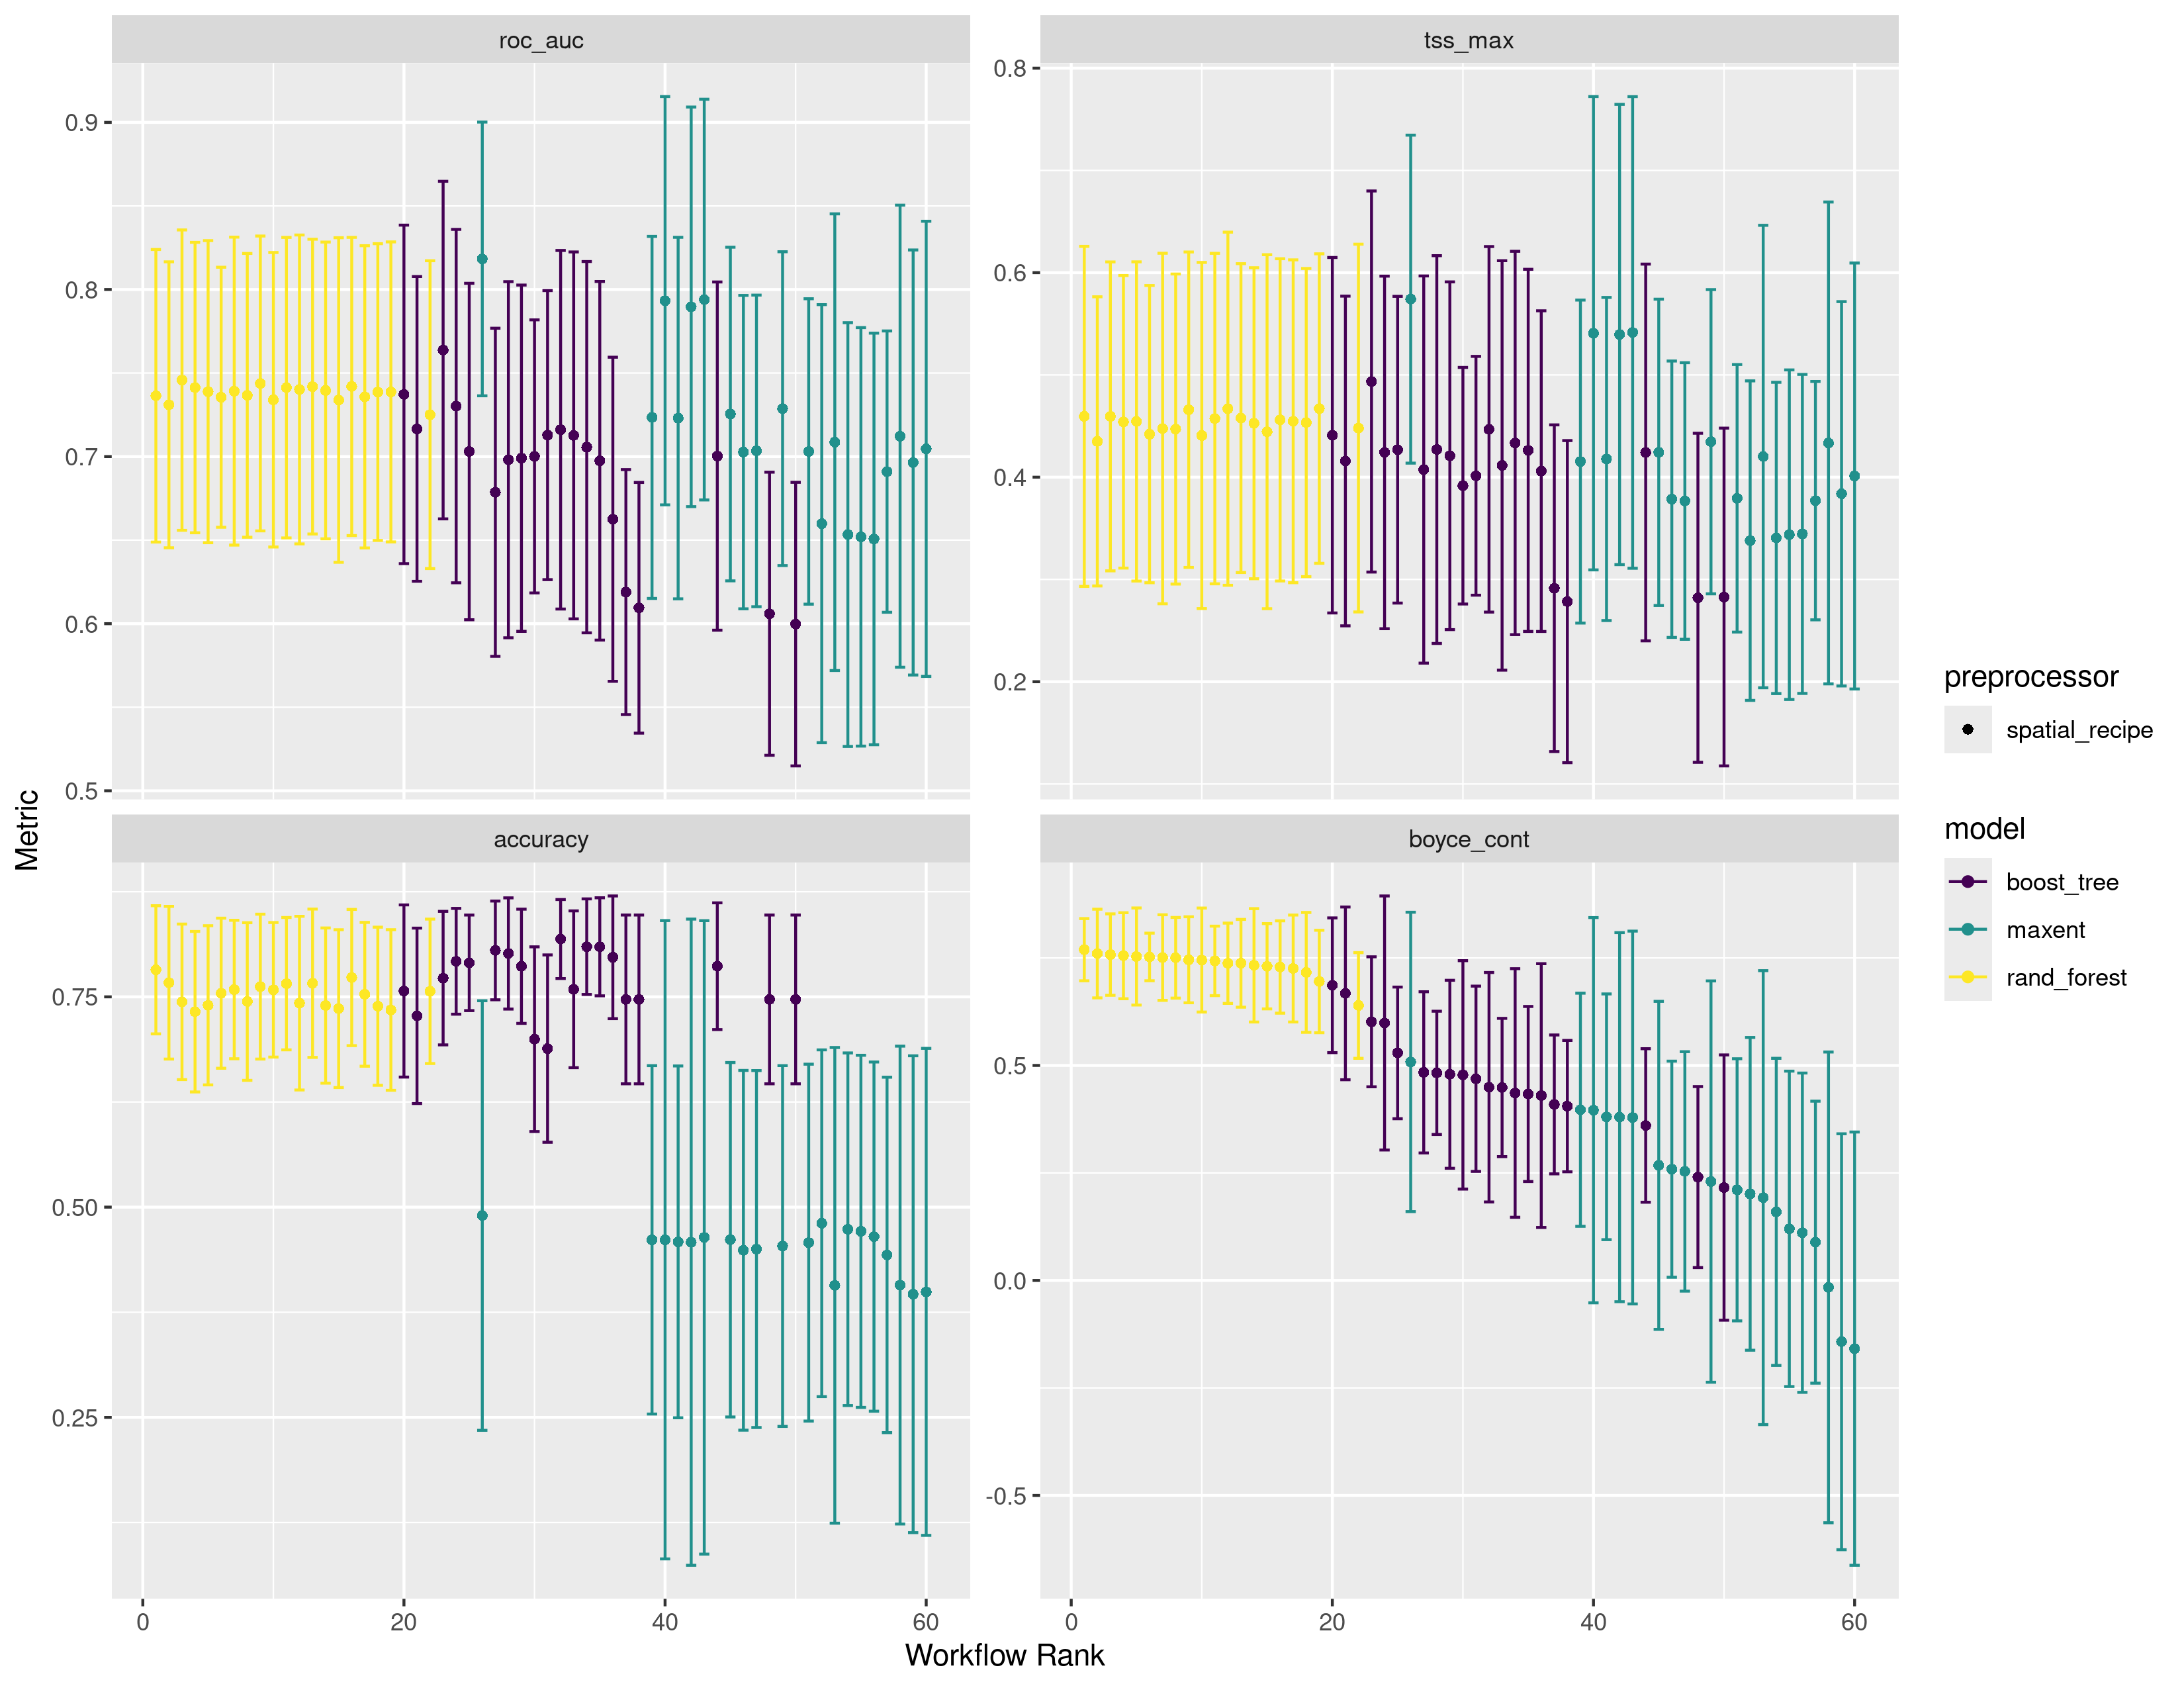 roc_auc
tss_max
0.9
0.8
0.7
0.6
0.5
0.8
0.6
0.4
0.2
Metric
accuracy
boyce_cont
0.75
0.50
0.25
0.5
0.0
-0.5
0 20 40 60
0 20 40 60
Workflow Rank
preprocessor
spatial_recipe
model
boost_tree
maxent
rand_forest